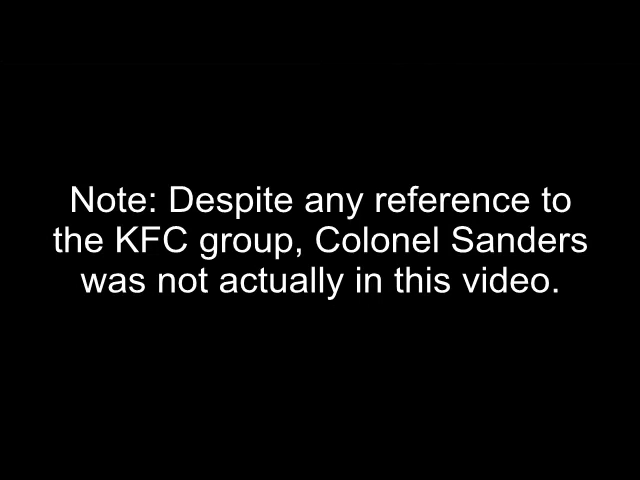 Note: Despite any reference to
the KFC group, Colonel Sanders
was not actually in this video.